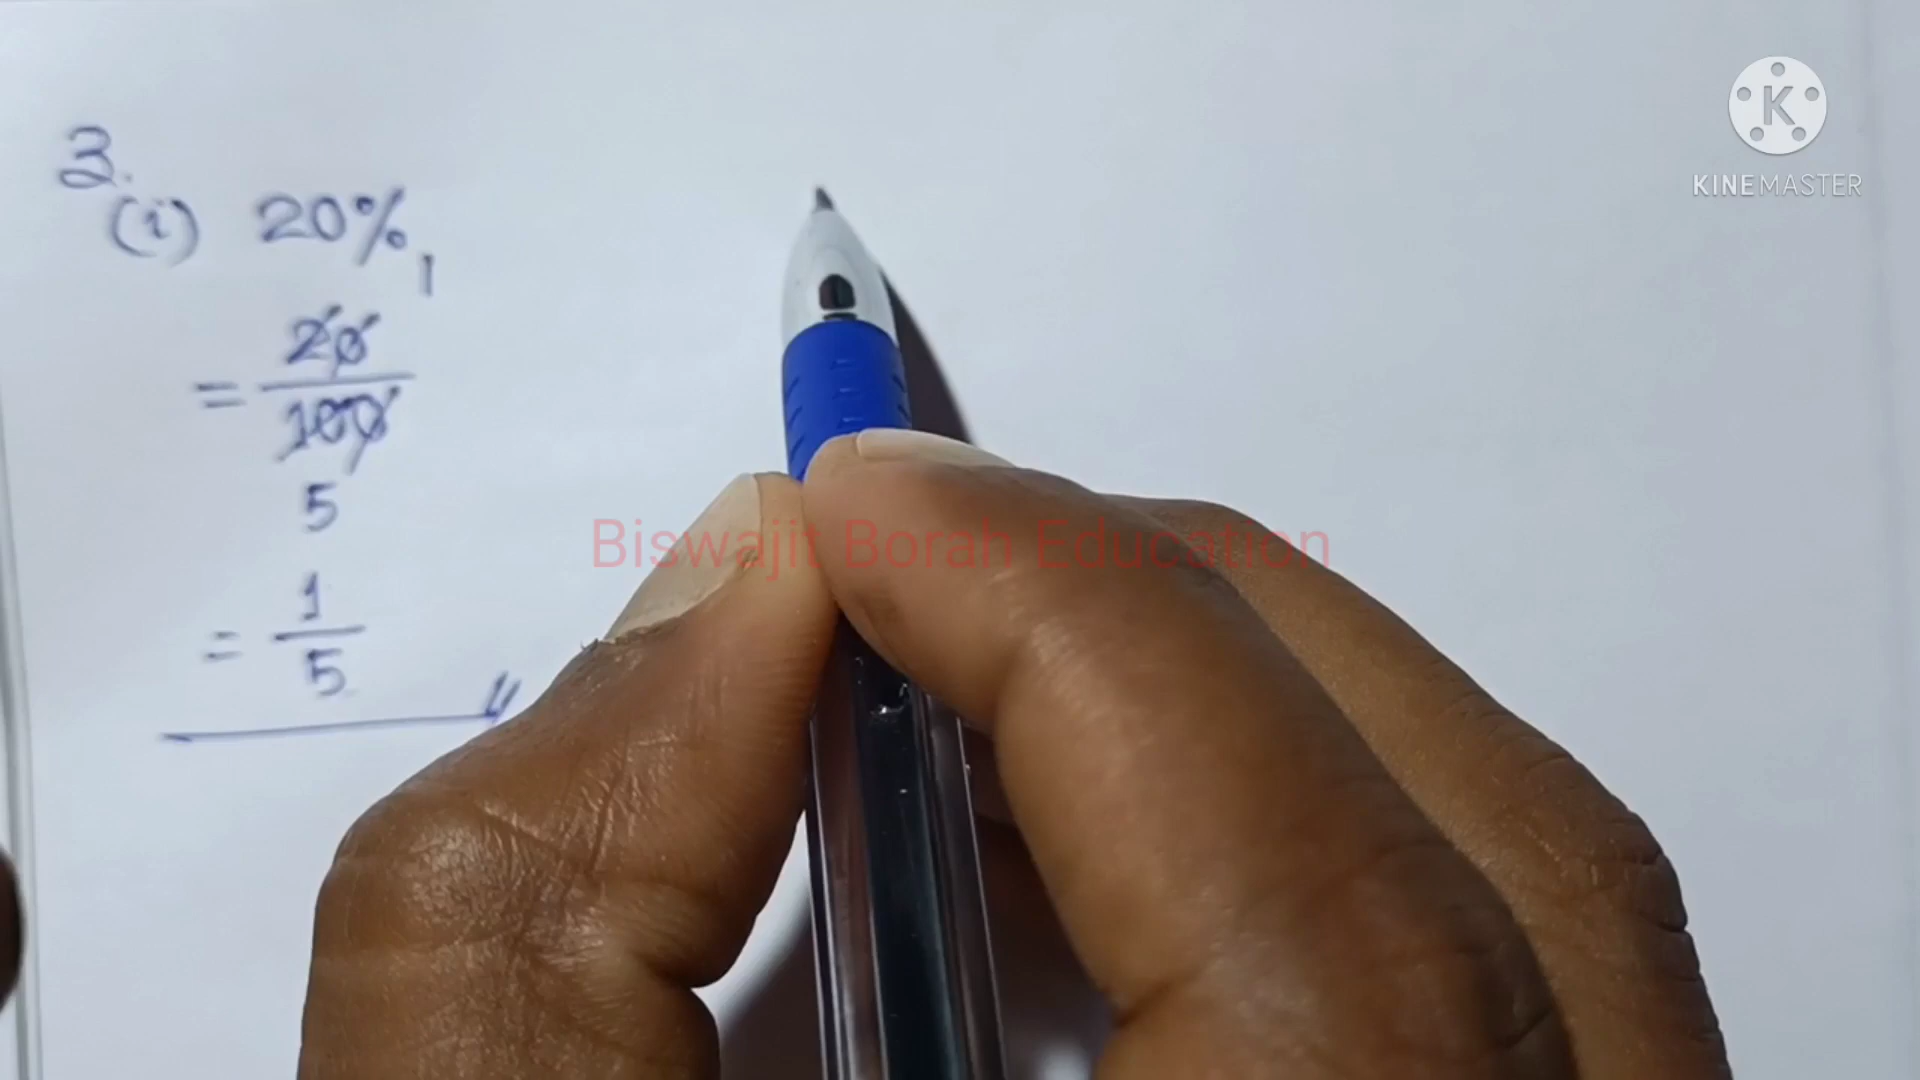 3.
(i) 20%
1
= 20/100
5
= 1/5
Biswajit Borah Education
K
KINEMASTER